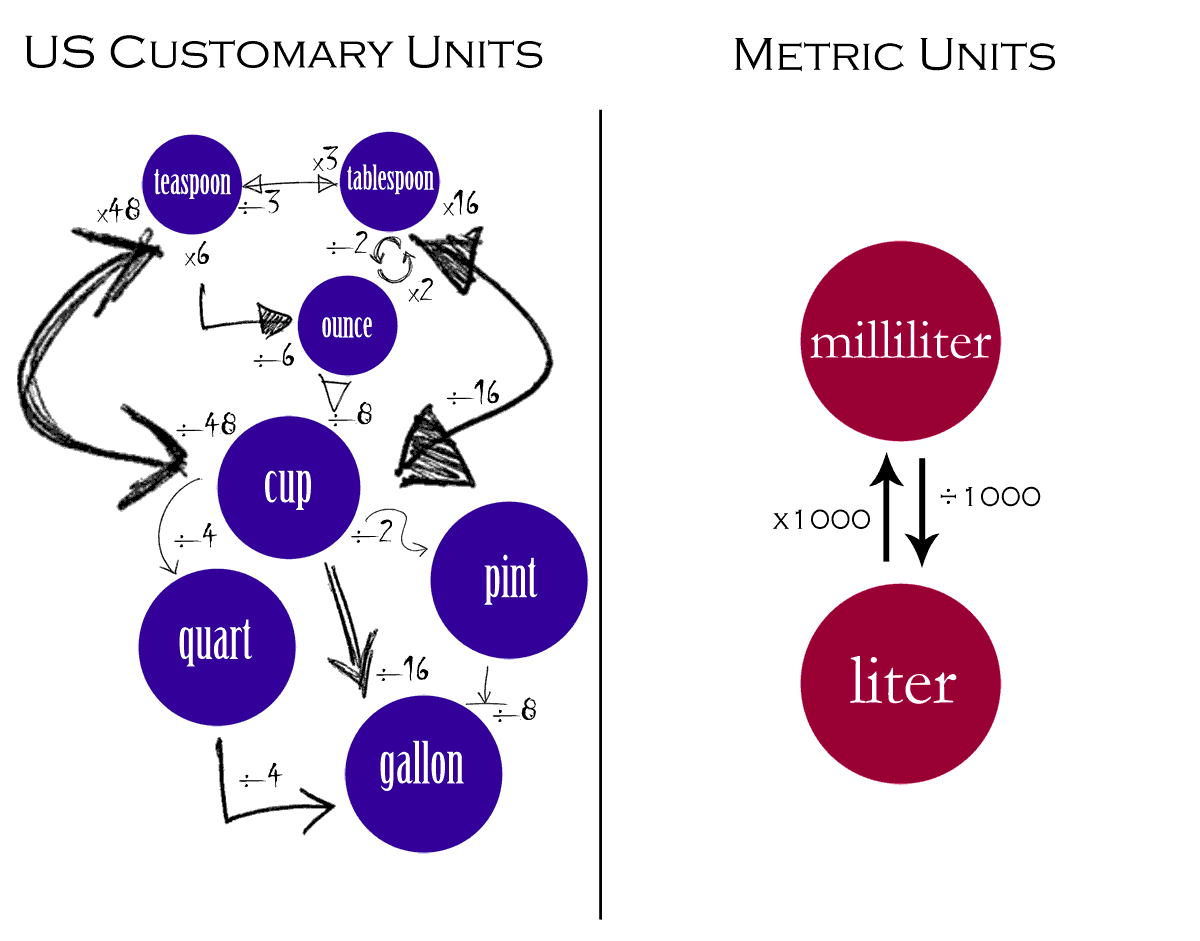 US CUSTOMARY UNITS
METRIC UNITS
teaspoon
x3
tablespoon
÷3
x48
x16
x6
÷2
x2
ounce
÷6
÷16
÷8
÷48
cup
÷4
÷2
pint
quart
÷16
÷8
÷4
gallon
milliliter
x1000
÷1000
liter